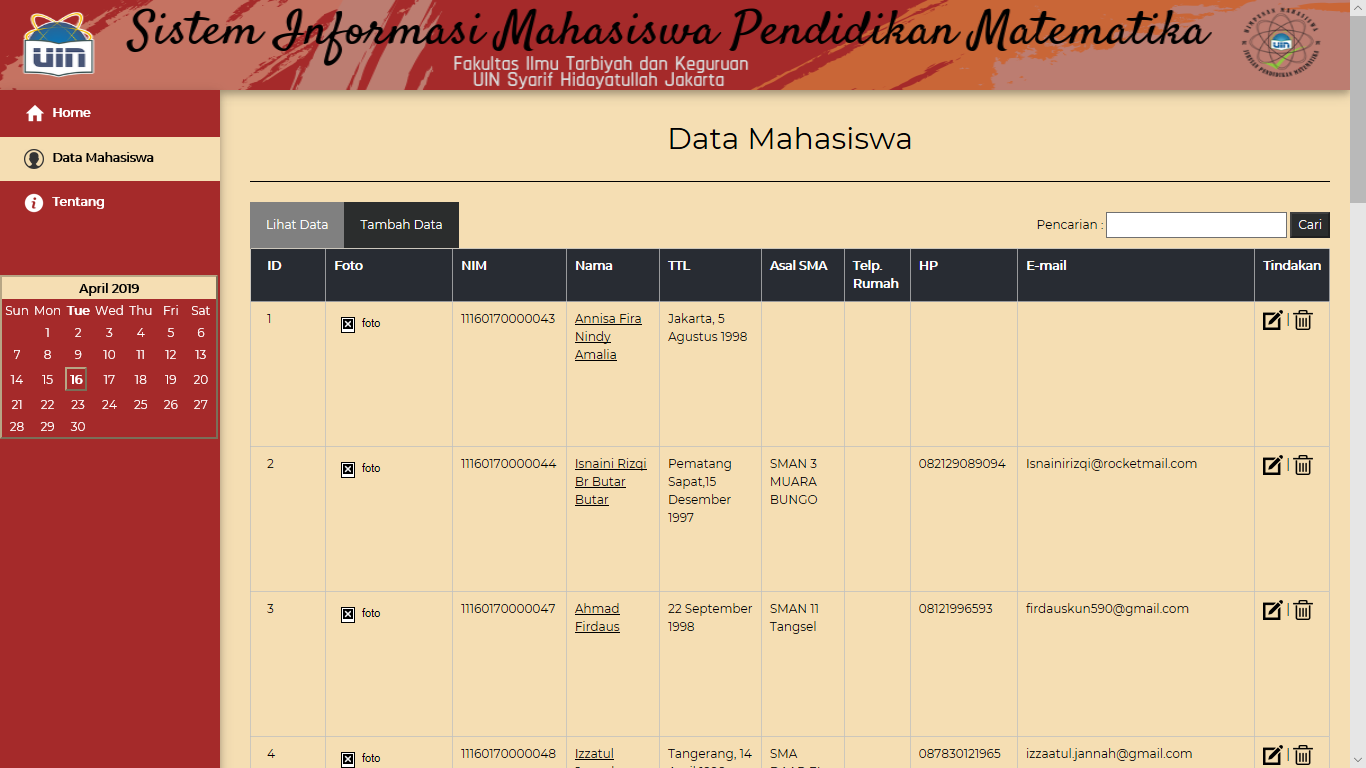 Sistem Informasi Mahasiswa Pendidikan Matematika
Fakultas Ilmu Tarbiyah dan Keguruan
UIN Syarif Hidayatullah Jakarta
UIN
UIN
Home
Data Mahasiswa
Tentang
April 2019
Sun Mon Tue Wed Thu Fri Sat
1 2 3 4 5 6
7 8 9 10 11 12 13
14 15 16 17 18 19 20
21 22 23 24 25 26 27
28 29 30
Data Mahasiswa
Lihat Data Tambah Data Pencarian : Cari
ID Foto NIM Nama TTL Asal SMA Telp. HP E-mail Tindakan
Rumah
1 foto 11160170000043 Annisa Fira Jakarta, 5 |
Nindy Agustus 1998
Amalia
2 foto 11160170000044 Isnaini Rizqi Pematang SMAN 3 082129089094 Isnainirizqi@rocketmail.com |
Br Butar Sapat,15 MUARA
Butar Desember BUNGO
1997
3 foto 11160170000047 Ahmad 22 September SMAN 11 08121996593 firdauskun590@gmail.com |
Firdaus 1998 Tangsel
4 foto 11160170000048 Izzatul Tangerang, 14 SMA 087830121965 izzaatul.jannah@gmail.com |